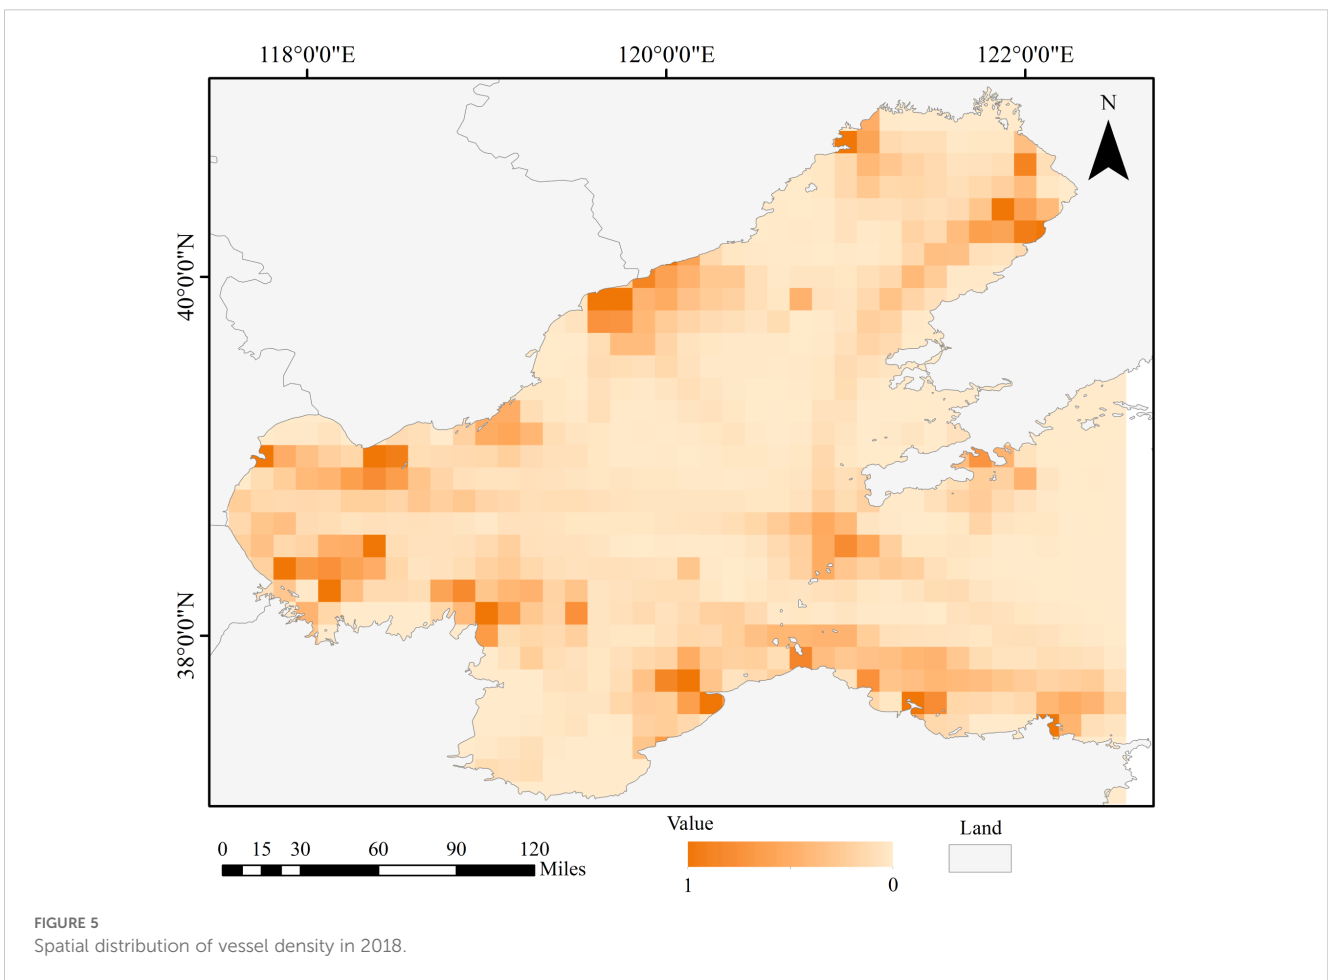 118°0'0"E 120°0'0"E 122°0'0"E
N
40°0'0"N
38°0'0"N
Value
Land
0 15 30 60 90 120
Miles
1 0
FIGURE 5
Spatial distribution of vessel density in 2018.